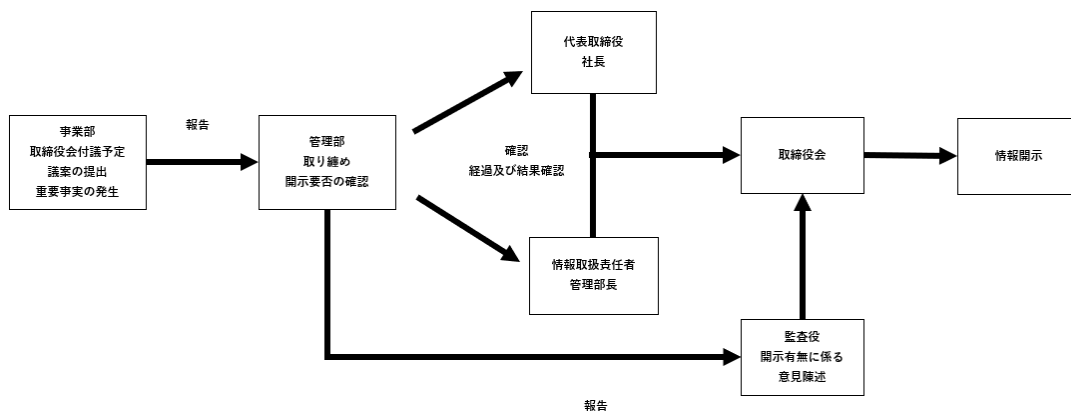 事業部
取締役会付議予定
議案の提出
重要事実の発生
報告
管理部
取り纏め
開示要否の確認
代表取締役
社長
確認
経過及び結果確認
情報取扱責任者
管理部長
取締役会
情報開示
監査役
開示有無に係る
意見陳述
報告